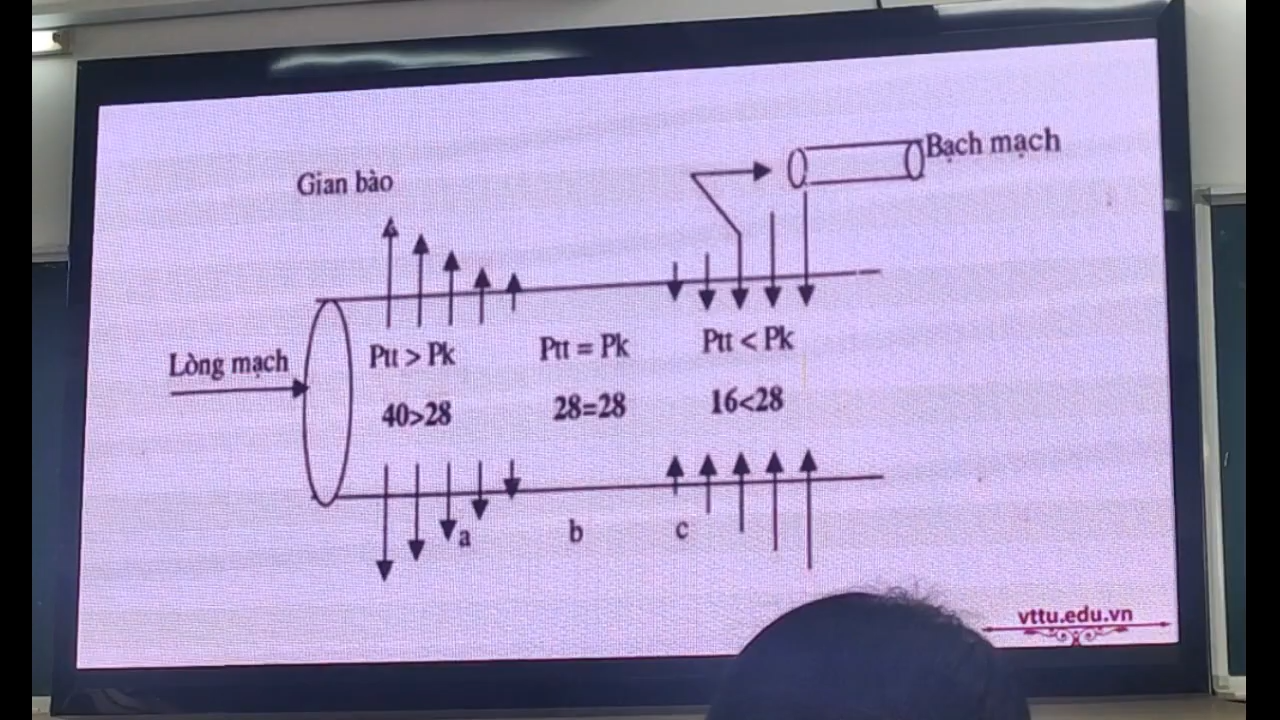 Bạch mạch
Gian bào
Lòng mạch
Ptt > Pk
Ptt = Pk
Ptt < Pk
40>28
28=28
16<28
a
b
c
vttu.edu.vn